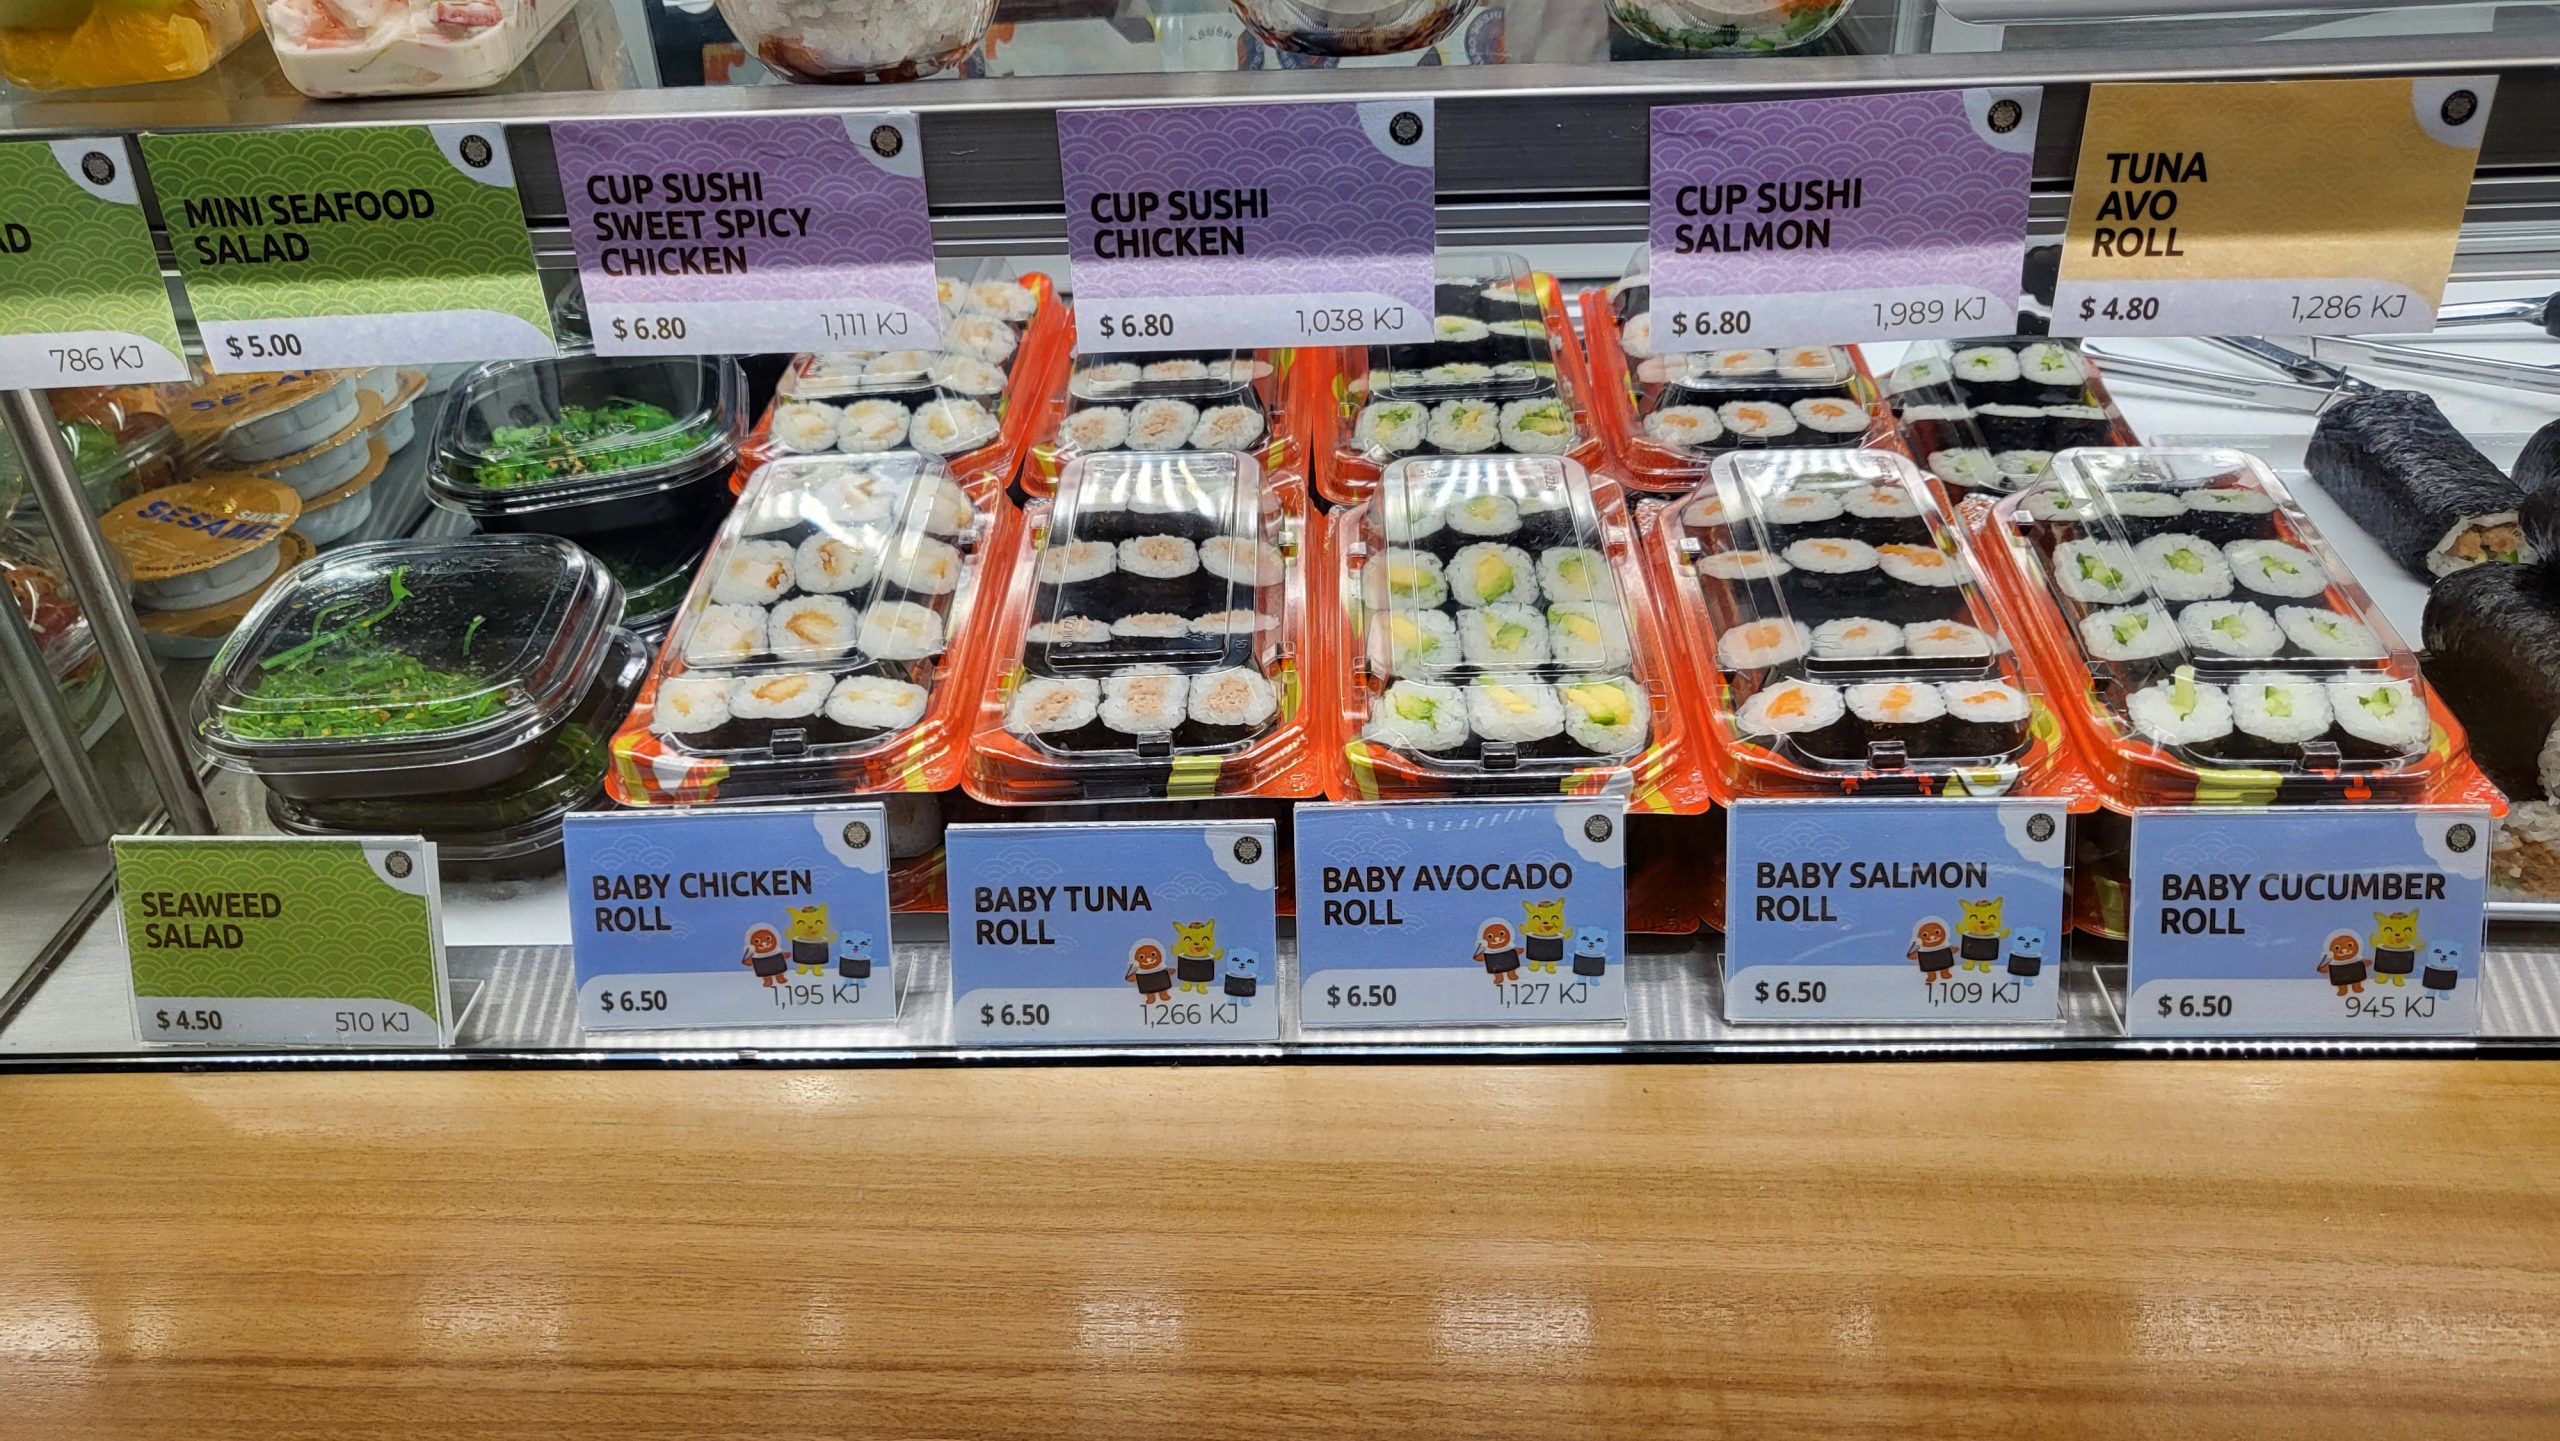 AD
786 KJ
MINI SEAFOOD
SALAD
$ 5.00
CUP SUSHI
SWEET SPICY
CHICKEN
$ 6.80 1,111 KJ
CUP SUSHI
CHICKEN
$ 6.80 1,038 KJ
CUP SUSHI
SALMON
$ 6.80 1,989 KJ
TUNA
AVO
ROLL
$ 4.80 1,286 KJ
SESAME
SEAWEED
SALAD
$ 4.50 510 KJ
BABY CHICKEN
ROLL
$ 6.50 1,195 KJ
BABY TUNA
ROLL
$ 6.50 1,266 KJ
BABY AVOCADO
ROLL
$ 6.50 1,127 KJ
BABY SALMON
ROLL
$ 6.50 1,109 KJ
BABY CUCUMBER
ROLL
$ 6.50 945 KJ